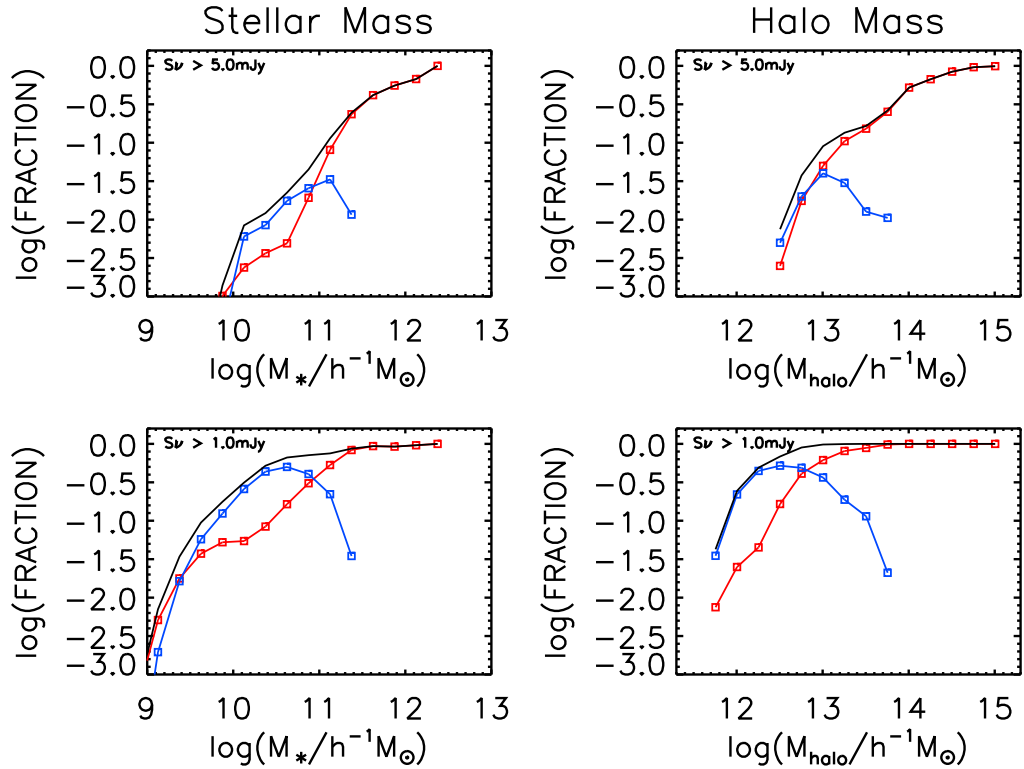 Stellar Mass
Halo Mass
Sν > 5.0mJy
log(FRACTION)
0.0
−0.5
−1.0
−1.5
−2.0
−2.5
−3.0
9 10 11 12 13
log(M*/h⁻¹M⊙)
Sν > 5.0mJy
log(FRACTION)
0.0
−0.5
−1.0
−1.5
−2.0
−2.5
−3.0
12 13 14 15
log(Mhalo/h⁻¹M⊙)
Sν > 1.0mJy
log(FRACTION)
0.0
−0.5
−1.0
−1.5
−2.0
−2.5
−3.0
9 10 11 12 13
log(M*/h⁻¹M⊙)
Sν > 1.0mJy
log(FRACTION)
0.0
−0.5
−1.0
−1.5
−2.0
−2.5
−3.0
12 13 14 15
log(Mhalo/h⁻¹M⊙)